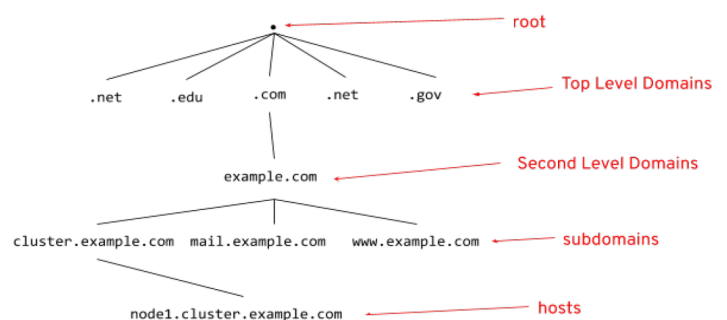 root
.net .edu .com .net .gov
Top Level Domains
example.com
Second Level Domains
cluster.example.com mail.example.com www.example.com
subdomains
node1.cluster.example.com
hosts